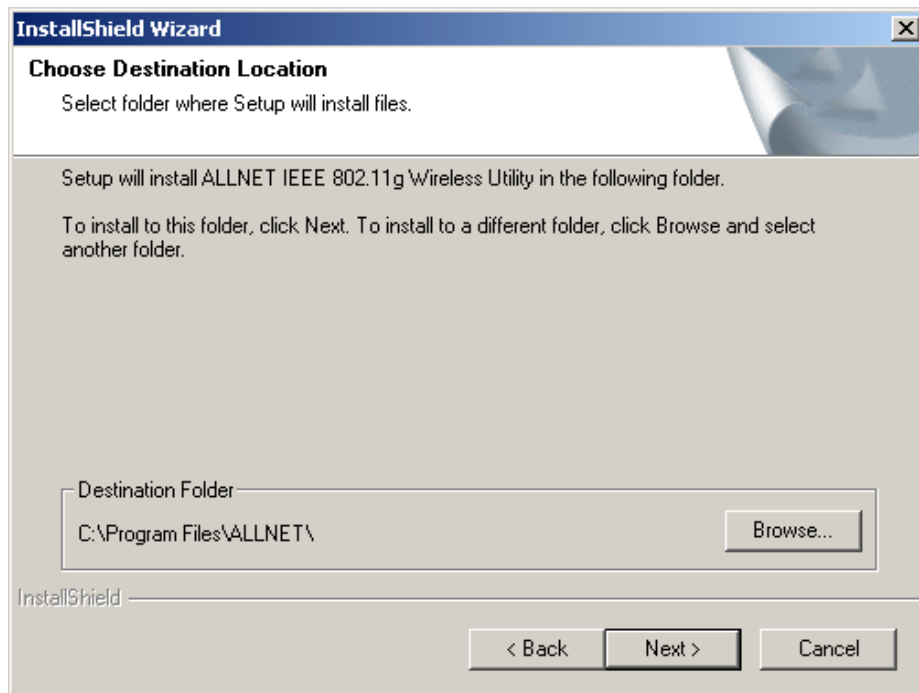 InstallShield Wizard
Choose Destination Location
Select folder where Setup will install files.
Setup will install ALLNET IEEE 802.11g Wireless Utility in the following folder.
To install to this folder, click Next. To install to a different folder, click Browse and select
another folder.
Destination Folder
C:\Program Files\ALLNET\
Browse...
InstallShield
< Back
Next >
Cancel